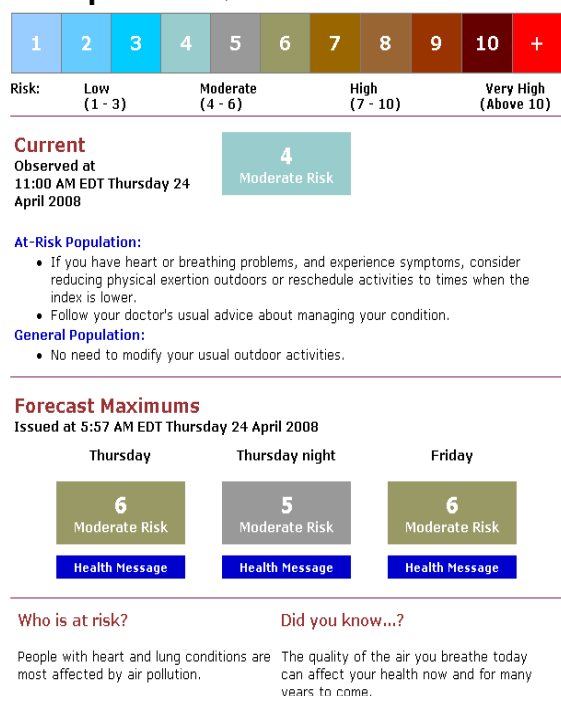 1 2 3 4 5 6 7 8 9 10 +
Risk: Low Moderate High Very High
(1 - 3) (4 - 6) (7 - 10) (Above 10)
Current
Observed at
11:00 AM EDT Thursday 24
April 2008
4
Moderate Risk
At-Risk Population:
• If you have heart or breathing problems, and experience symptoms, consider
reducing physical exertion outdoors or reschedule activities to times when the
index is lower.
• Follow your doctor's usual advice about managing your condition.
General Population:
• No need to modify your usual outdoor activities.
Forecast Maximums
Issued at 5:57 AM EDT Thursday 24 April 2008
Thursday Thursday night Friday
6 5 6
Moderate Risk Moderate Risk Moderate Risk
Health Message Health Message Health Message
Who is at risk?
People with heart and lung conditions are
most affected by air pollution.
Did you know...?
The quality of the air you breathe today
can affect your health now and for many
years to come.